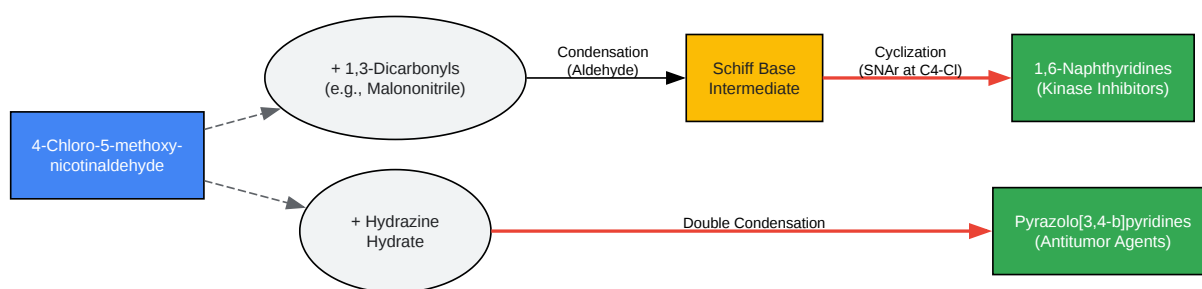 4-Chloro-5-methoxy-
nicotinaldehyde
+ 1,3-Dicarbonyls
(e.g., Malononitrile)
Condensation
(Aldehyde)
Schiff Base
Intermediate
Cyclization
(SNAr at C4-Cl)
1,6-Naphthyridines
(Kinase Inhibitors)
+ Hydrazine
Hydrate
Double Condensation
Pyrazolo[3,4-b]pyridines
(Antitumor Agents)